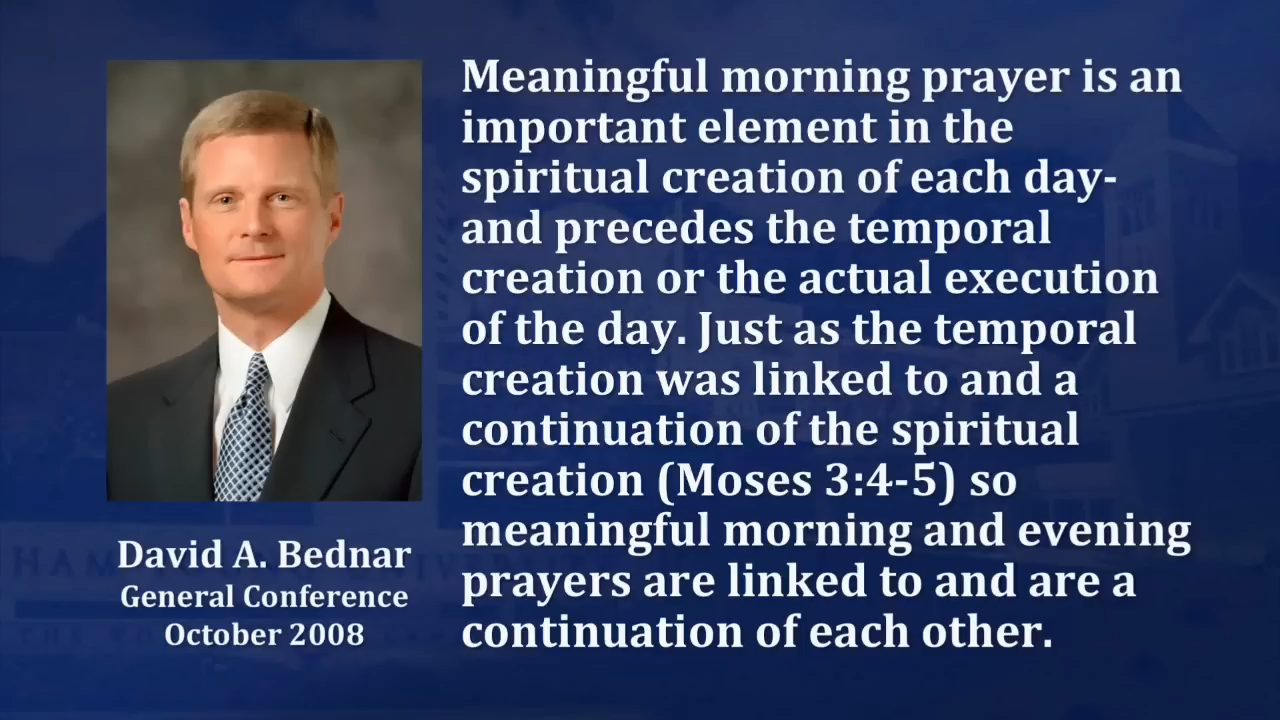 Meaningful morning prayer is an
important element in the
spiritual creation of each day-
and precedes the temporal
creation or the actual execution
of the day. Just as the temporal
creation was linked to and a
continuation of the spiritual
creation (Moses 3:4-5) so
meaningful morning and evening
prayers are linked to and are a
continuation of each other.
David A. Bednar
General Conference
October 2008